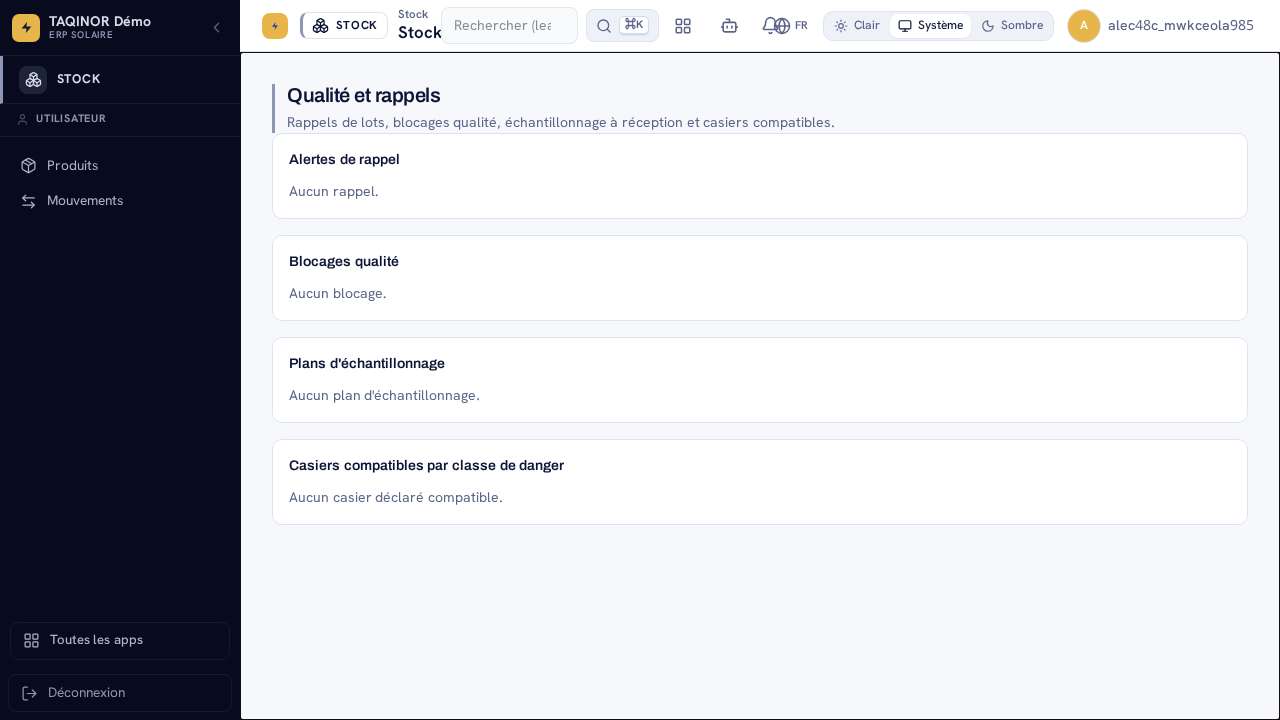 TAQINOR Démo
ERP SOLAIRE
STOCK
UTILISATEUR
Produits
Mouvements
Toutes les apps
Déconnexion
STOCK
Stock
Stock
Rechercher (lea
⌘K
FR
Clair
Système
Sombre
A
alec48c_mwkceola985
Qualité et rappels
Rappels de lots, blocages qualité, échantillonnage à réception et casiers compatibles.
Alertes de rappel
Aucun rappel.
Blocages qualité
Aucun blocage.
Plans d'échantillonnage
Aucun plan d'échantillonnage.
Casiers compatibles par classe de danger
Aucun casier déclaré compatible.